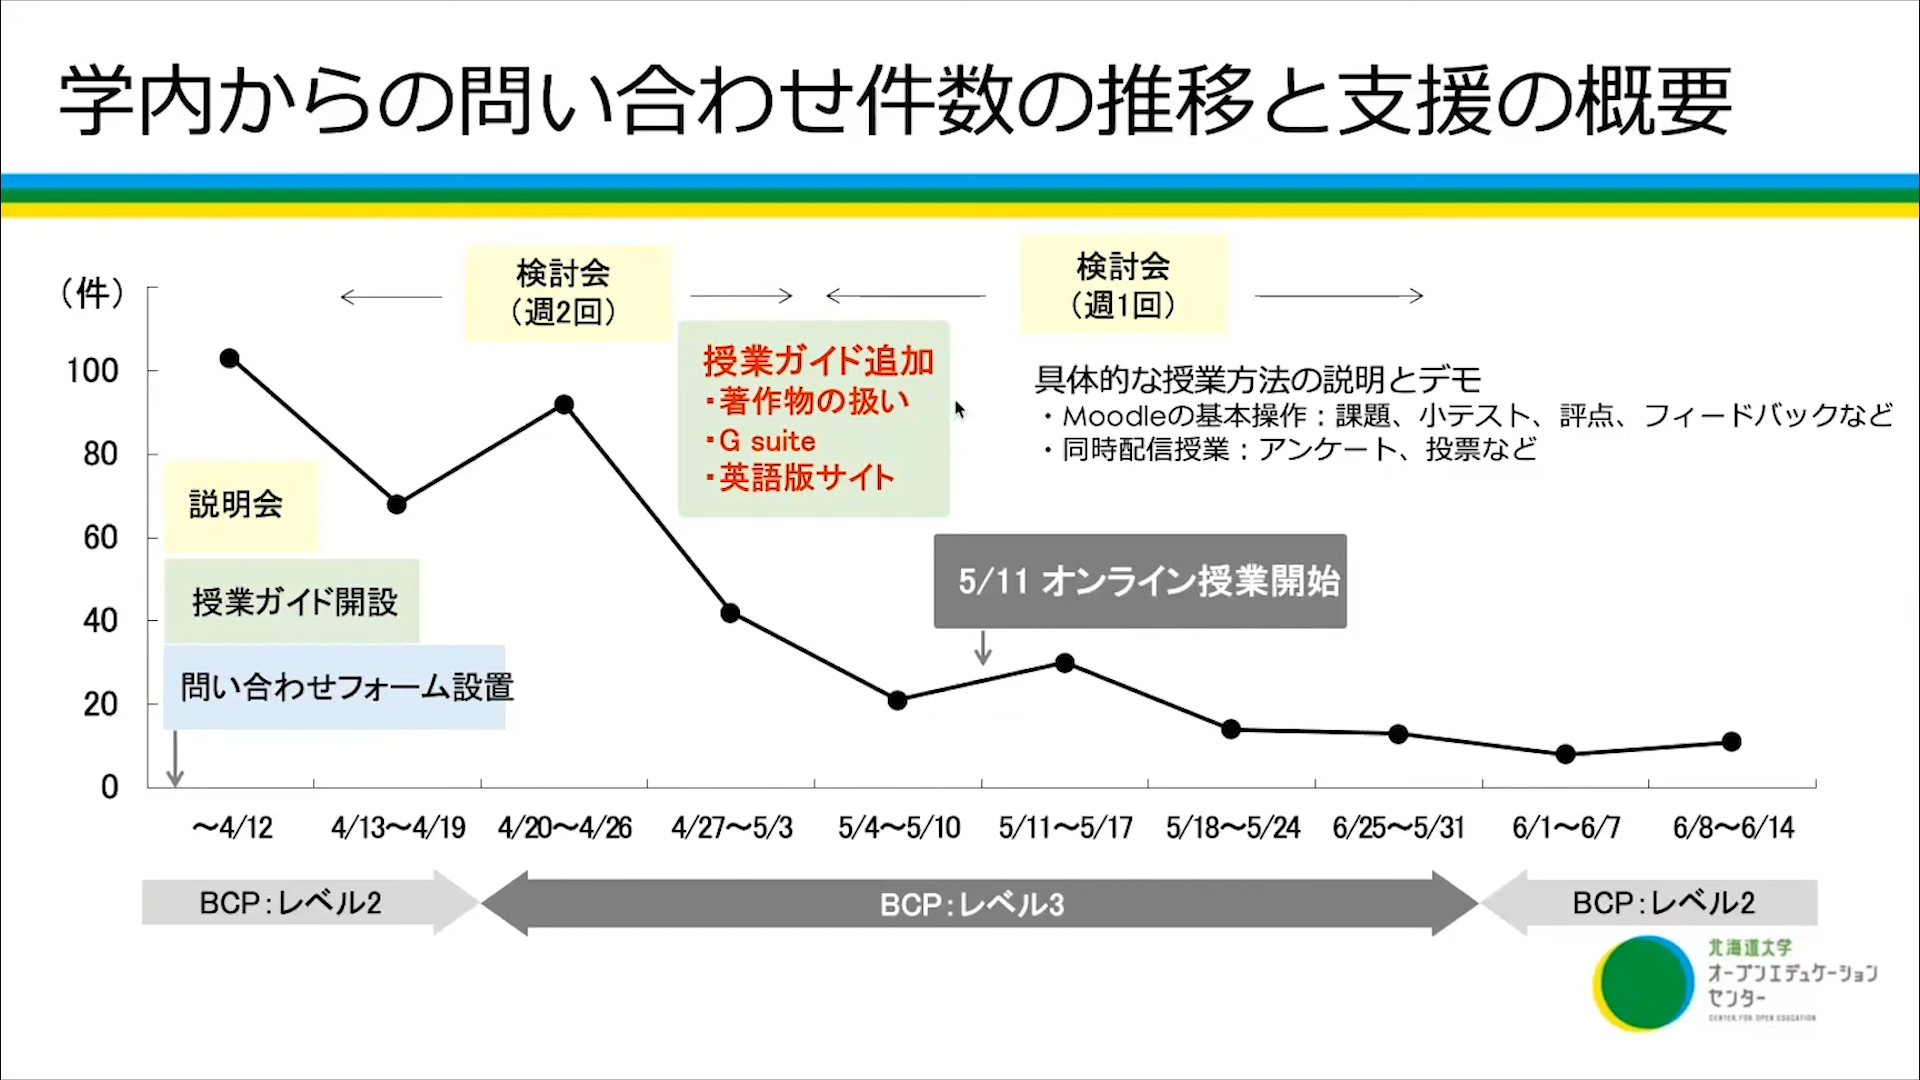 学内からの問い合わせ件数の推移と支援の概要
（件）
100
80
60
40
20
0
検討会
（週2回）
検討会
（週1回）
授業ガイド追加
・著作物の扱い
・G suite
・英語版サイト
具体的な授業方法の説明とデモ
・Moodleの基本操作：課題、小テスト、評点、フィードバックなど
・同時配信授業：アンケート、投票など
説明会
授業ガイド開設
問い合わせフォーム設置
5/11 オンライン授業開始
～4/12
4/13～4/19
4/20～4/26
4/27～5/3
5/4～5/10
5/11～5/17
5/18～5/24
6/25～5/31
6/1～6/7
6/8～6/14
BCP：レベル2
BCP：レベル3
BCP：レベル2
北海道大学
オープンエデュケーション
センター
CENTER FOR OPEN EDUCATION